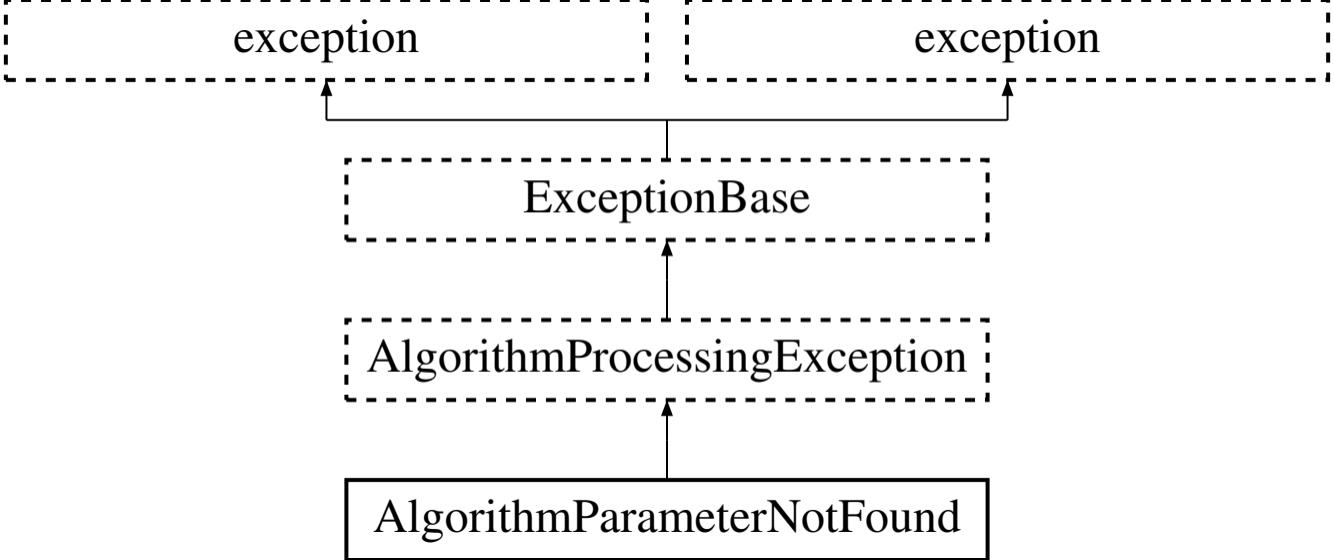 exception
exception
ExceptionBase
AlgorithmProcessingException
AlgorithmParameterNotFound